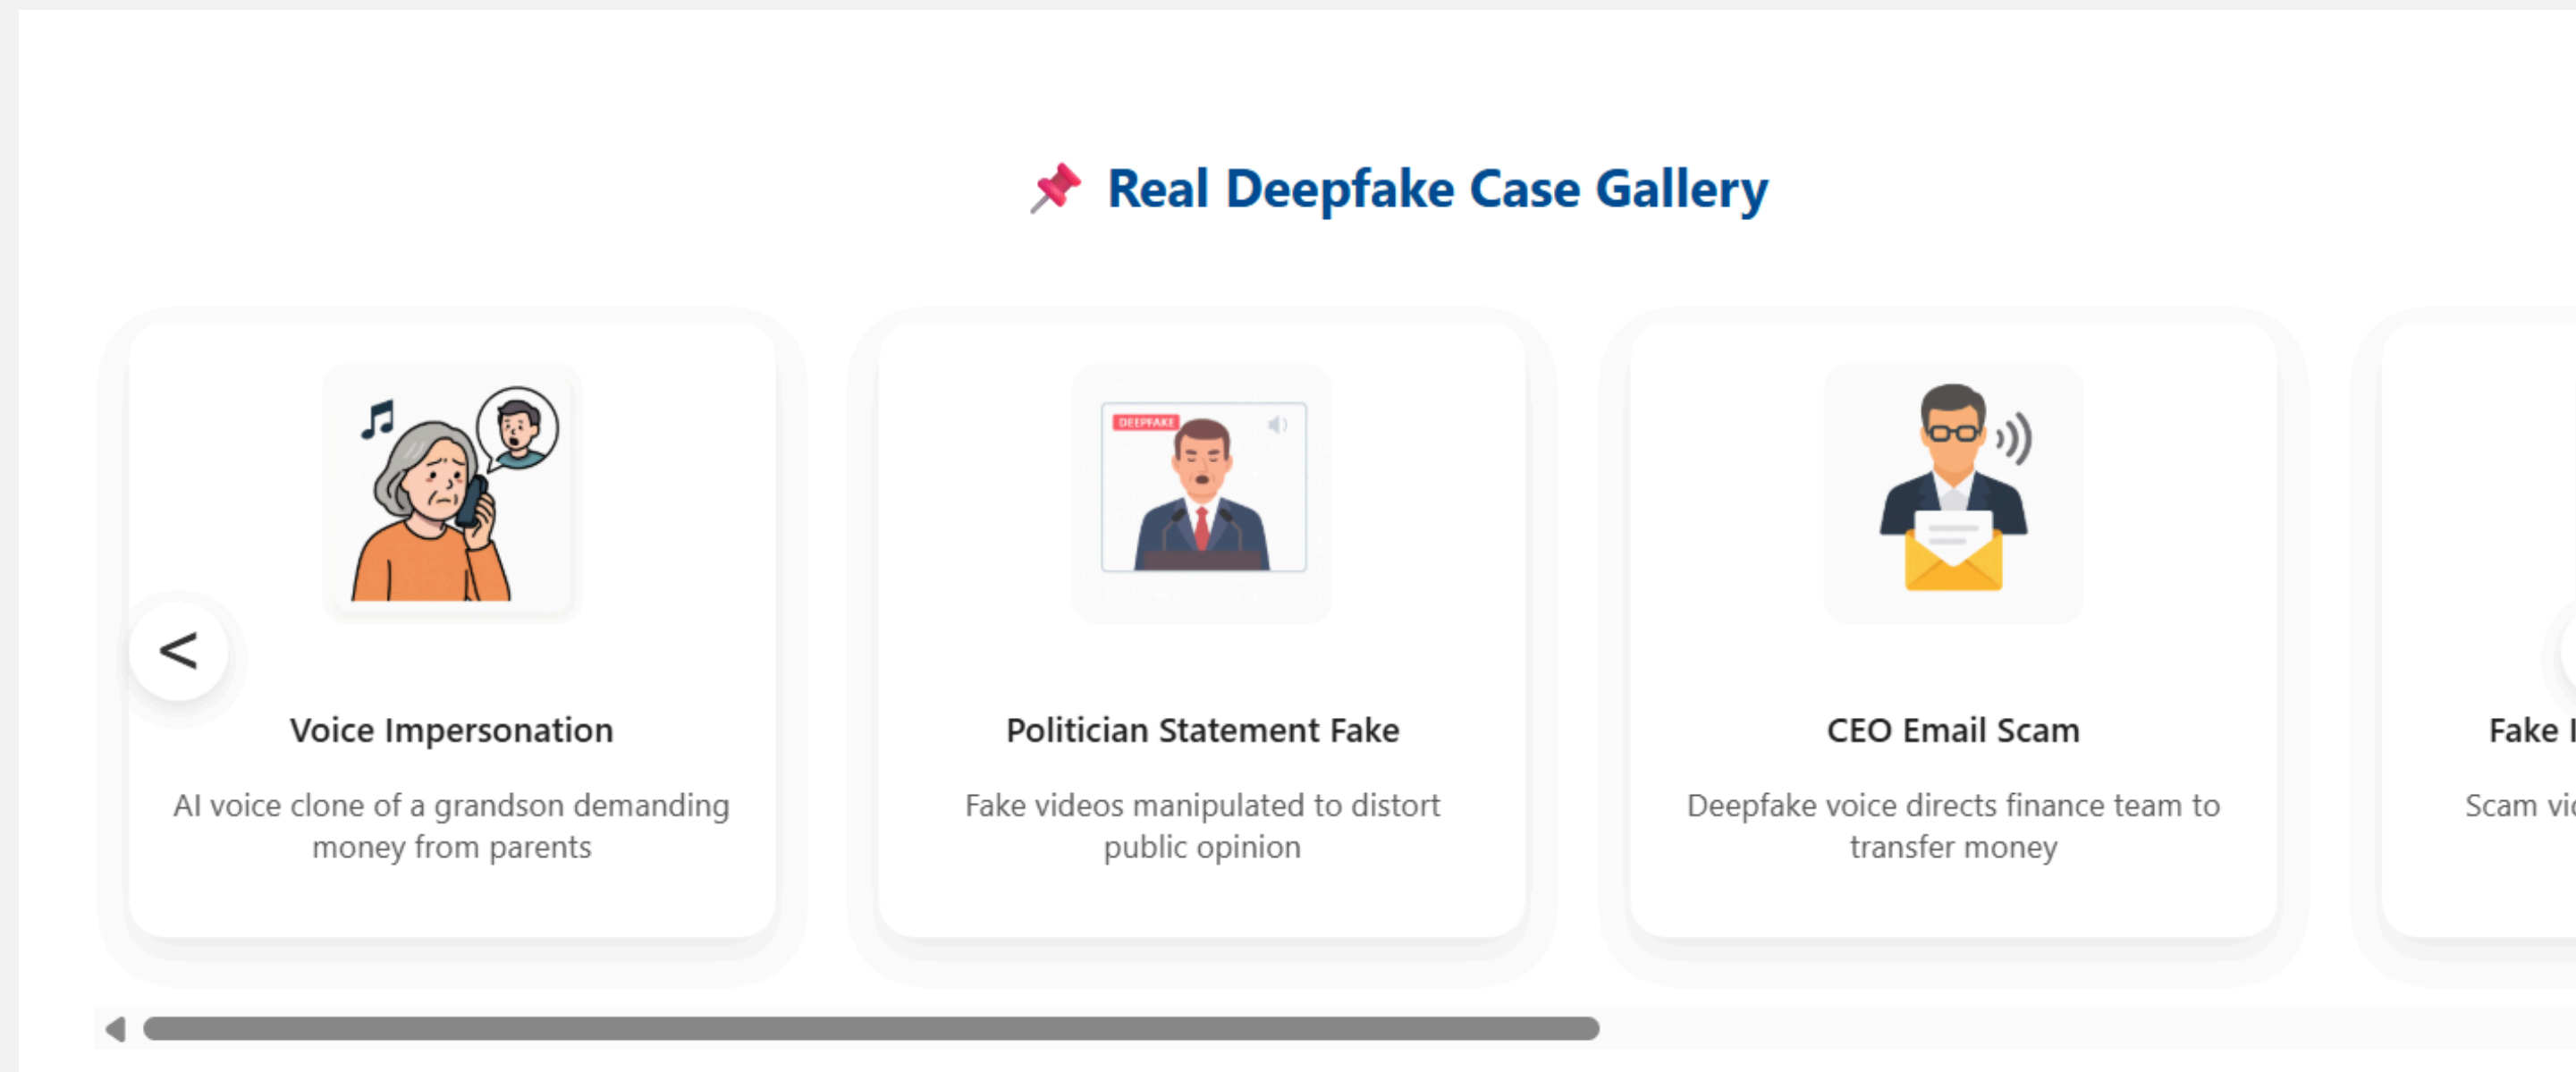 Real Deepfake Case Gallery
DEEPFAKE
<
Voice Impersonation
AI voice clone of a grandson demanding
money from parents
Politician Statement Fake
Fake videos manipulated to distort
public opinion
CEO Email Scam
Deepfake voice directs finance team to
transfer money
Fake
Scam